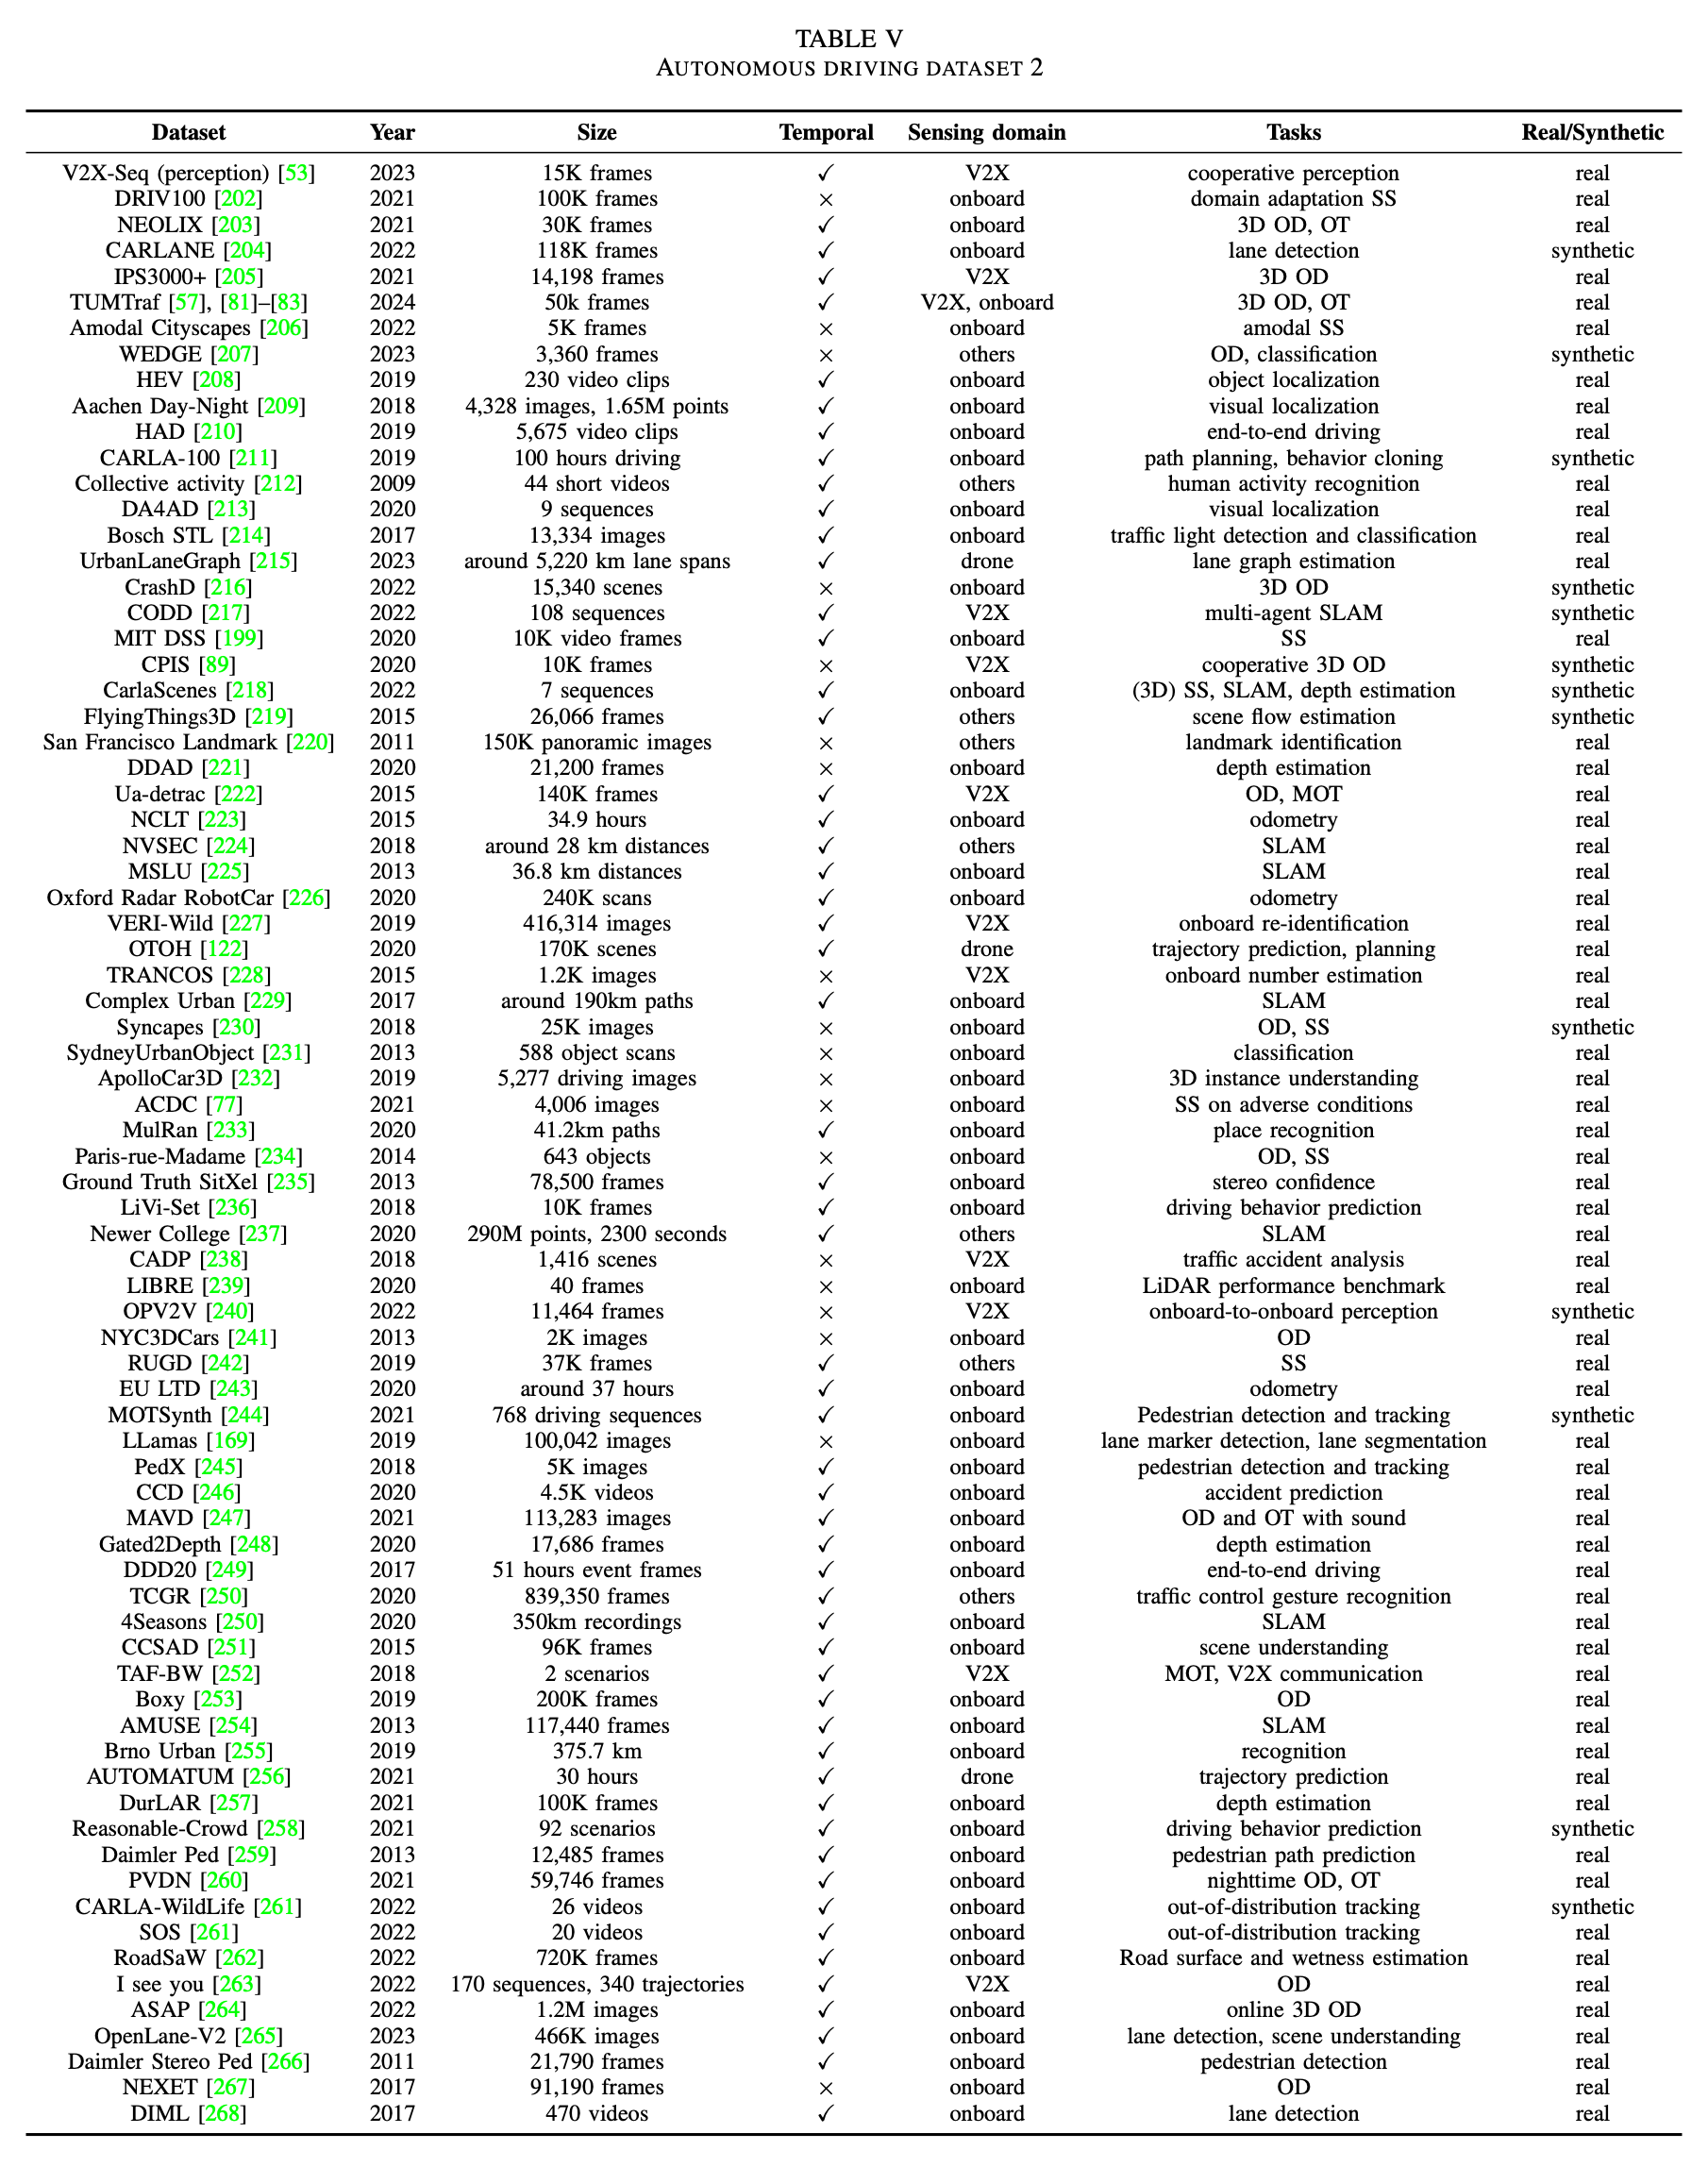 TABLE V
AUTONOMOUS DRIVING DATASET 2
Dataset Year Size Temporal Sensing domain Tasks Real/Synthetic
V2X-Seq (perception) [53] 2023 15K frames ✓ V2X cooperative perception real
DRIV100 [202] 2021 100K frames × onboard domain adaptation SS real
NEOLIX [203] 2021 30K frames ✓ onboard 3D OD, OT real
CARLANE [204] 2022 118K frames ✓ onboard lane detection synthetic
IPS3000+ [205] 2021 14,198 frames ✓ V2X 3D OD real
TUMTraf [57], [81]–[83] 2024 50k frames ✓ V2X, onboard 3D OD, OT real
Amodal Cityscapes [206] 2022 5K frames × onboard amodal SS real
WEDGE [207] 2023 3,360 frames × others OD, classification synthetic
HEV [208] 2019 230 video clips ✓ onboard object localization real
Aachen Day-Night [209] 2018 4,328 images, 1.65M points ✓ onboard visual localization real
HAD [210] 2019 5,675 video clips ✓ onboard end-to-end driving real
CARLA-100 [211] 2019 100 hours driving ✓ onboard path planning, behavior cloning synthetic
Collective activity [212] 2009 44 short videos ✓ others human activity recognition real
DA4AD [213] 2020 9 sequences ✓ onboard visual localization real
Bosch STL [214] 2017 13,334 images ✓ onboard traffic light detection and classification real
UrbanLaneGraph [215] 2023 around 5,220 km lane spans ✓ drone lane graph estimation real
CrashD [216] 2022 15,340 scenes × onboard 3D OD synthetic
CODD [217] 2022 108 sequences ✓ V2X multi-agent SLAM synthetic
MIT DSS [199] 2020 10K video frames ✓ onboard SS real
CPIS [89] 2020 10K frames × V2X cooperative 3D OD synthetic
CarlaScenes [218] 2022 7 sequences ✓ onboard (3D) SS, SLAM, depth estimation synthetic
FlyingThings3D [219] 2015 26,066 frames ✓ others scene flow estimation synthetic
San Francisco Landmark [220] 2011 150K panoramic images × others landmark identification real
DDAD [221] 2020 21,200 frames × onboard depth estimation real
Ua-detrac [222] 2015 140K frames ✓ V2X OD, MOT real
NCLT [223] 2015 34.9 hours ✓ onboard odometry real
NVSEC [224] 2018 around 28 km distances ✓ others SLAM real
MSLU [225] 2013 36.8 km distances ✓ onboard SLAM real
Oxford Radar RobotCar [226] 2020 240K scans ✓ onboard odometry real
VERI-Wild [227] 2019 416,314 images ✓ V2X onboard re-identification real
OTOH [122] 2020 170K scenes ✓ drone trajectory prediction, planning real
TRANCOS [228] 2015 1.2K images × V2X onboard number estimation real
Complex Urban [229] 2017 around 190km paths ✓ onboard SLAM real
Syncapes [230] 2018 25K images × onboard OD, SS synthetic
SydneyUrbanObject [231] 2013 588 object scans × onboard classification real
ApolloCar3D [232] 2019 5,277 driving images × onboard 3D instance understanding real
ACDC [77] 2021 4,006 images × onboard SS on adverse conditions real
MulRan [233] 2020 41.2km paths ✓ onboard place recognition real
Paris-rue-Madame [234] 2014 643 objects × onboard OD, SS real
Ground Truth SitXel [235] 2013 78,500 frames ✓ onboard stereo confidence real
LiVi-Set [236] 2018 10K frames ✓ onboard driving behavior prediction real
Newer College [237] 2020 290M points, 2300 seconds ✓ others SLAM real
CADP [238] 2018 1,416 scenes × V2X traffic accident analysis real
LIBRE [239] 2020 40 frames × onboard LiDAR performance benchmark real
OPV2V [240] 2022 11,464 frames × V2X onboard-to-onboard perception synthetic
NYC3DCars [241] 2013 2K images × onboard OD real
RUGD [242] 2019 37K frames ✓ others SS real
EU LTD [243] 2020 around 37 hours ✓ onboard odometry real
MOTSynth [244] 2021 768 driving sequences ✓ onboard Pedestrian detection and tracking synthetic
LLamas [169] 2019 100,042 images × onboard lane marker detection, lane segmentation real
PedX [245] 2018 5K images ✓ onboard pedestrian detection and tracking real
CCD [246] 2020 4.5K videos ✓ onboard accident prediction real
MAVD [247] 2021 113,283 images ✓ onboard OD and OT with sound real
Gated2Depth [248] 2020 17,686 frames ✓ onboard depth estimation real
DDD20 [249] 2017 51 hours event frames ✓ onboard end-to-end driving real
TCGR [250] 2020 839,350 frames ✓ others traffic control gesture recognition real
4Seasons [250] 2020 350km recordings ✓ onboard SLAM real
CCSAD [251] 2015 96K frames ✓ onboard scene understanding real
TAF-BW [252] 2018 2 scenarios ✓ V2X MOT, V2X communication real
Boxy [253] 2019 200K frames ✓ onboard OD real
AMUSE [254] 2013 117,440 frames ✓ onboard SLAM real
Brno Urban [255] 2019 375.7 km ✓ onboard recognition real
AUTOMATUM [256] 2021 30 hours ✓ drone trajectory prediction real
DurLAR [257] 2021 100K frames ✓ onboard depth estimation real
Reasonable-Crowd [258] 2021 92 scenarios ✓ onboard driving behavior prediction synthetic
Daimler Ped [259] 2013 12,485 frames ✓ onboard pedestrian path prediction real
PVDN [260] 2021 59,746 frames ✓ onboard nighttime OD, OT real
CARLA-WildLife [261] 2022 26 videos ✓ onboard out-of-distribution tracking synthetic
SOS [261] 2022 20 videos ✓ onboard out-of-distribution tracking real
RoadSaW [262] 2022 720K frames ✓ onboard Road surface and wetness estimation real
I see you [263] 2022 170 sequences, 340 trajectories ✓ V2X OD real
ASAP [264] 2022 1.2M images ✓ onboard online 3D OD real
OpenLane-V2 [265] 2023 466K images ✓ onboard lane detection, scene understanding real
Daimler Stereo Ped [266] 2011 21,790 frames ✓ onboard pedestrian detection real
NEXET [267] 2017 91,190 frames × onboard OD real
DIML [268] 2017 470 videos ✓ onboard lane detection real